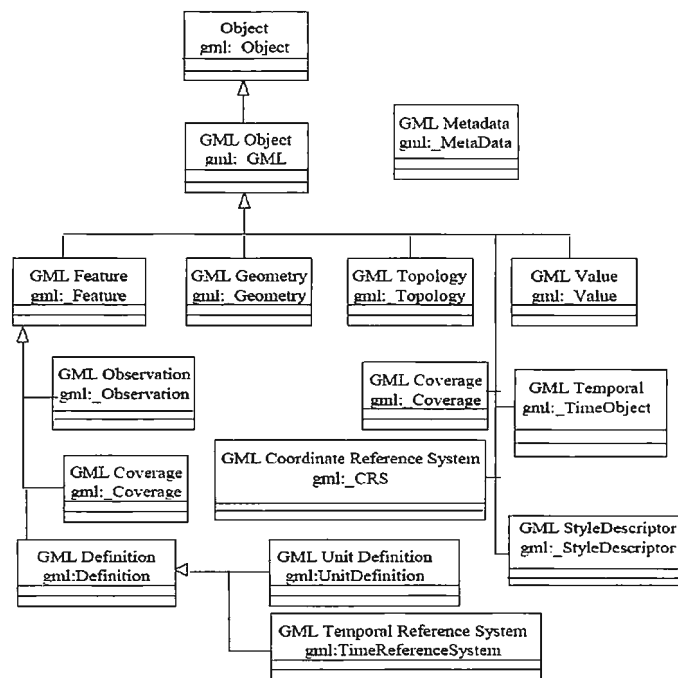 Object
gml:_Object
GML Object
gml:_GML
GML Metadata
gml:_MetaData
GML Feature
gml:_Feature
GML Geometry
gml:_Geometry
GML Topology
gml:_Topology
GML Value
gml:_Value
GML Observation
gml:_Observation
GML Coverage
gml:_Coverage
GML Temporal
gml:_TimeObject
GML Coordinate Reference System
gml:_CRS
GML Coverage
gml:_Coverage
GML StyleDescriptor
gml:_StyleDescriptor
GML Definition
gml:Definition
GML Unit Definition
gml:UnitDefinition
GML Temporal Reference System
gml:TimeReferenceSystem